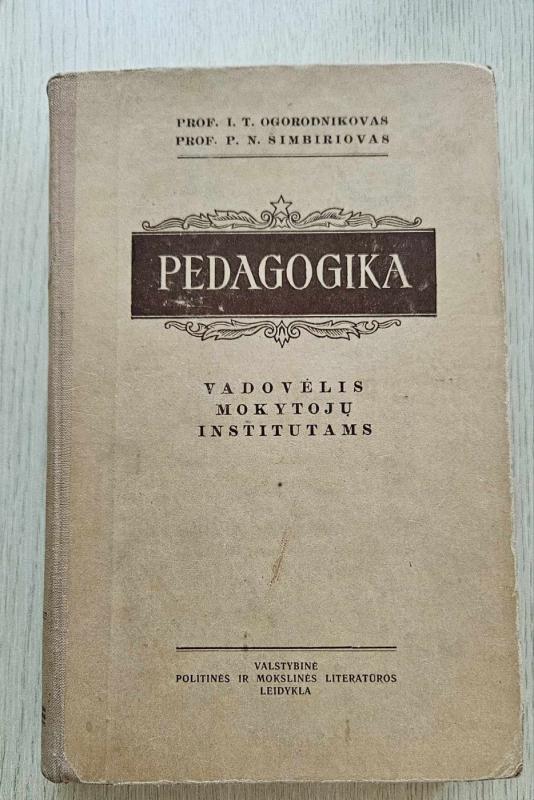 PROF. I. T. OGORODNIKOVAS
PROF. P. N. ŠIMBIRIOVAS
PEDAGOGIKA
VADOVĖLIS
MOKYTOJŲ
INSTITUTAMS
VALSTYBINĖ
POLITINĖS IR MOKSLINĖS LITERATŪROS
LEIDYKLA